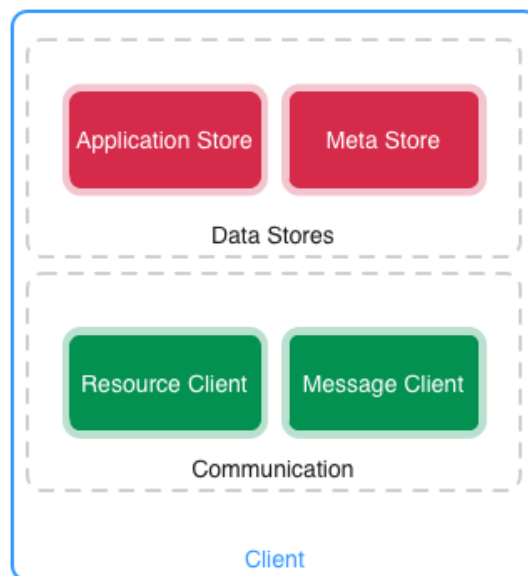 Application Store
Meta Store
Data Stores
Resource Client
Message Client
Communication
Client